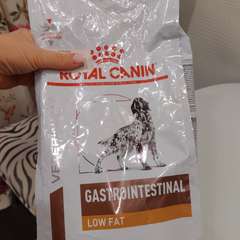 ROYAL CANIN
GASTROINTESTINAL
LOW FAT